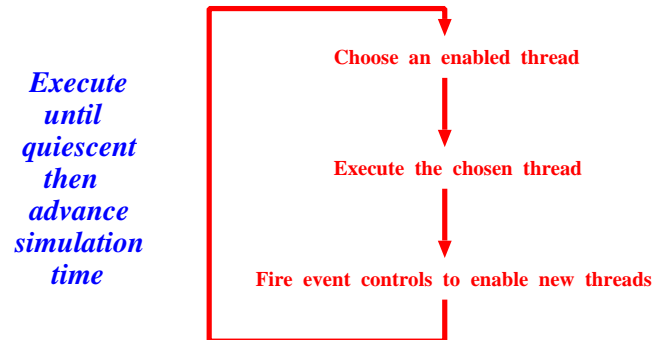 Execute
until
quiescent
then
advance
simulation
time
Choose an enabled thread
Execute the chosen thread
Fire event controls to enable new threads